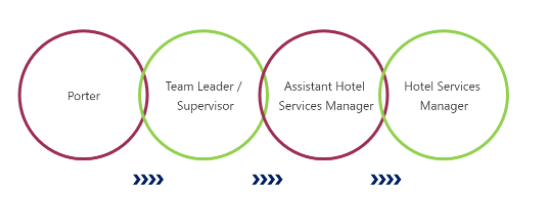 Porter
Team Leader /
Supervisor
Assistant Hotel
Services Manager
Hotel Services
Manager